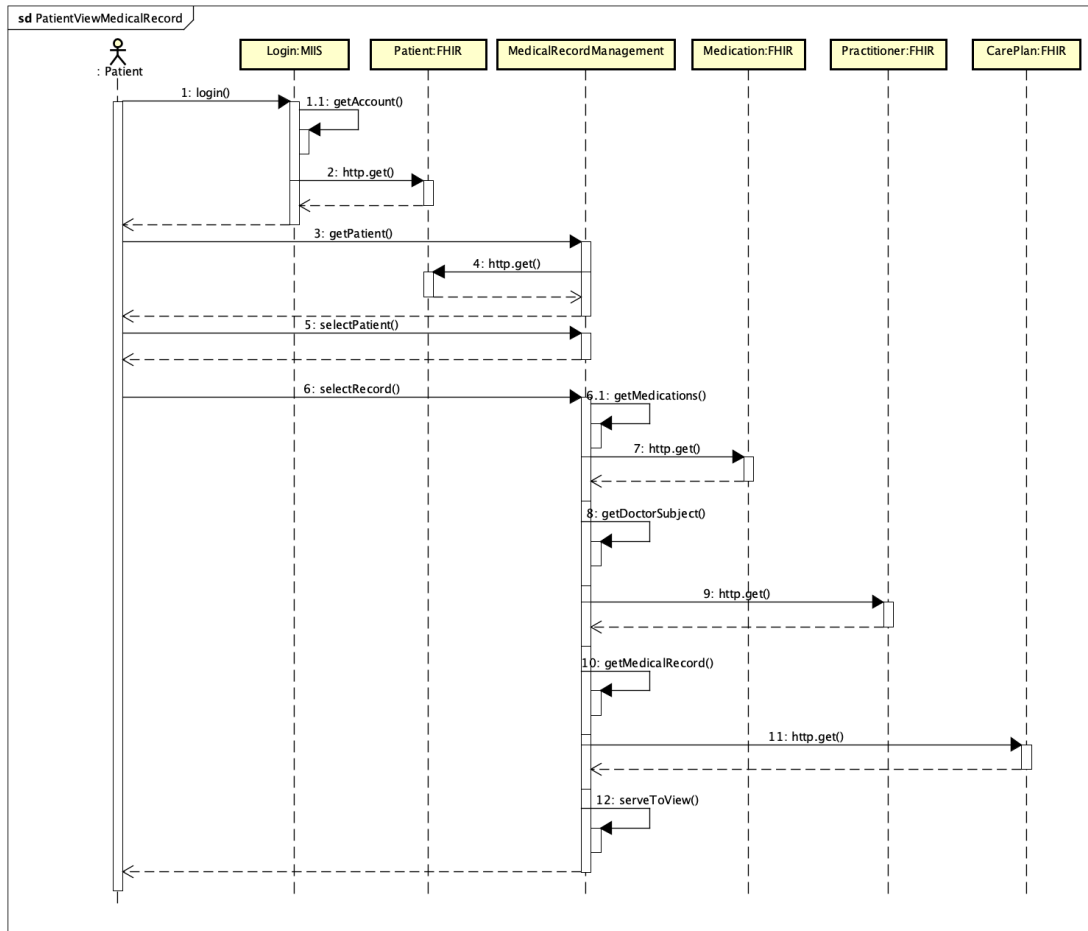 sd PatientViewMedicalRecord
: Patient
Login:MIIS
Patient:FHIR
MedicalRecordManagement
Medication:FHIR
Practitioner:FHIR
CarePlan:FHIR
1: login()
1.1: getAccount()
2: http.get()
3: getPatient()
4: http.get()
5: selectPatient()
6: selectRecord()
6.1: getMedications()
7: http.get()
8: getDoctorSubject()
9: http.get()
10: getMedicalRecord()
11: http.get()
12: serveToView()